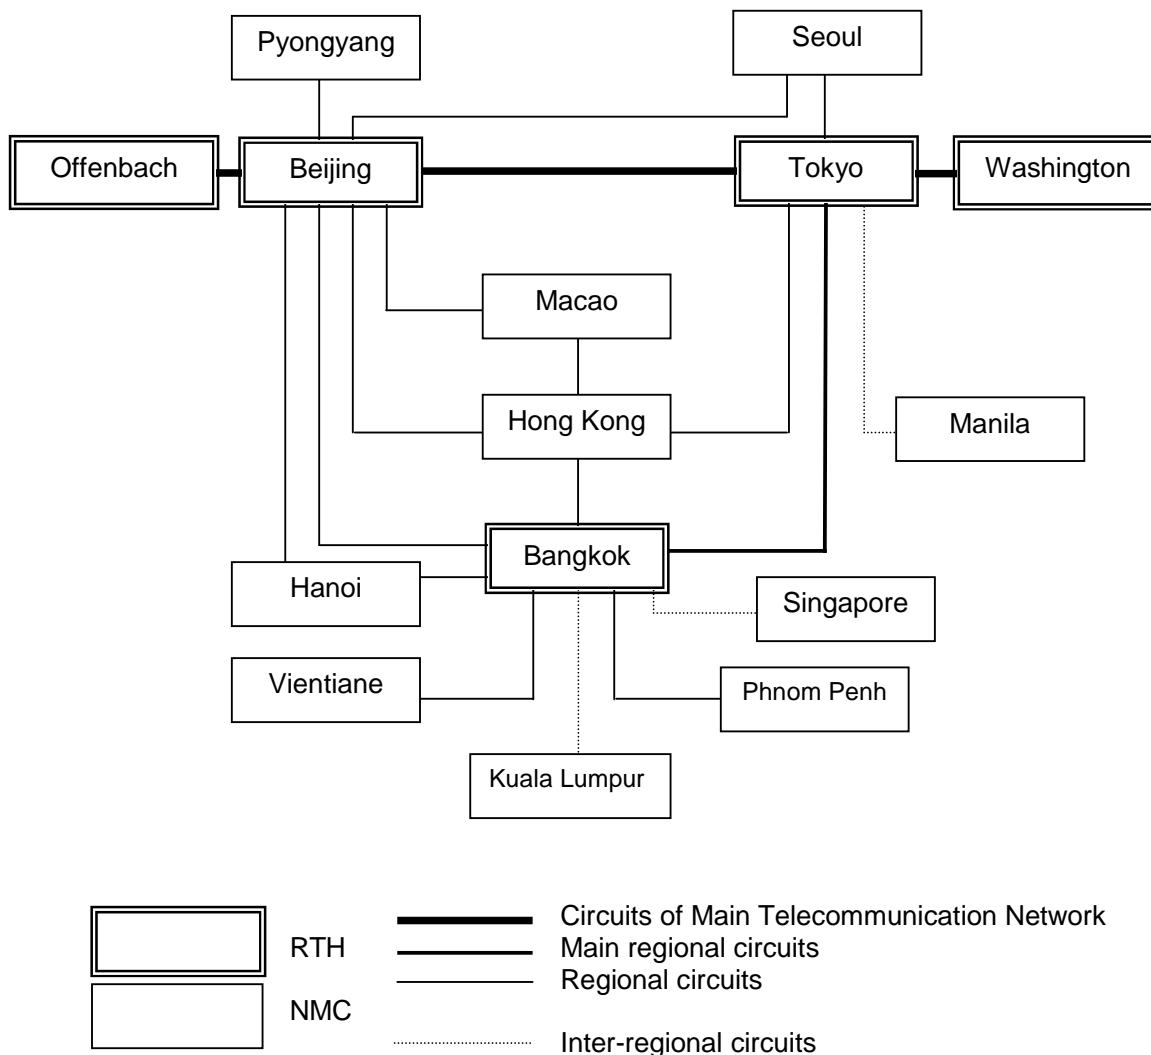 Pyongyang
Seoul
Offenbach
Beijing
Tokyo
Washington
Macao
Hong Kong
Manila
Bangkok
Hanoi
Singapore
Vientiane
Phnom Penh
Kuala Lumpur
RTH
NMC
Circuits of Main Telecommunication Network
Main regional circuits
Regional circuits
Inter-regional circuits